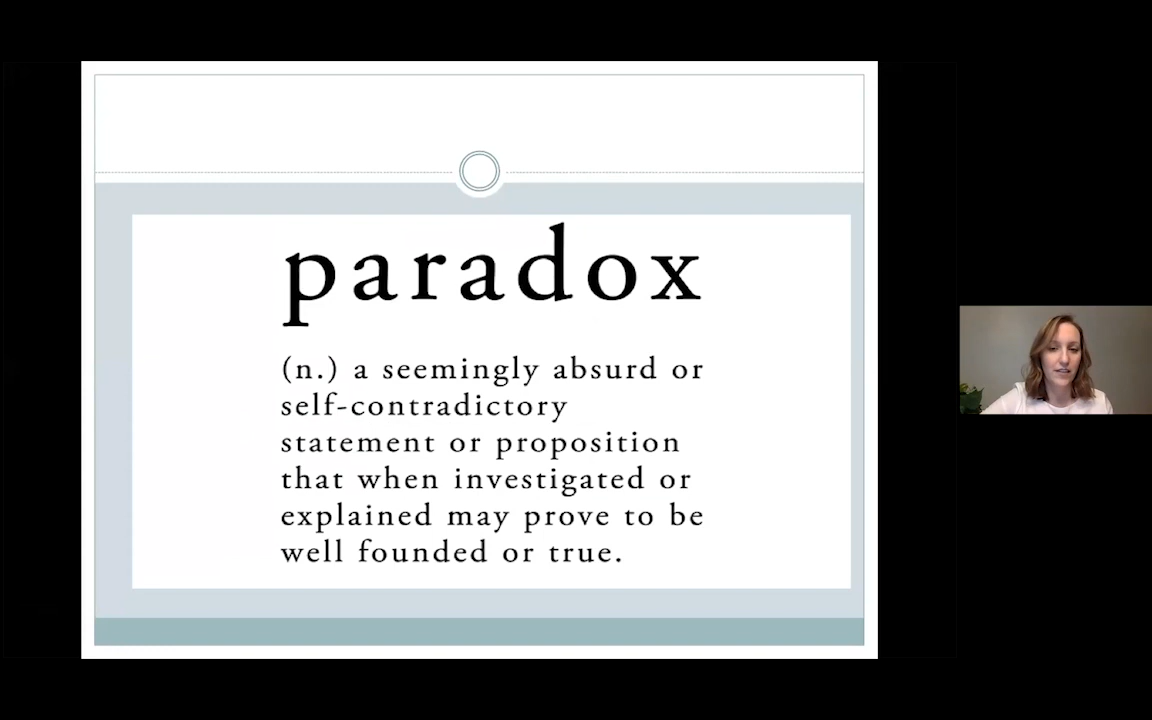 paradox
(n.) a seemingly absurd or
self-contradictory
statement or proposition
that when investigated or
explained may prove to be
well founded or true.